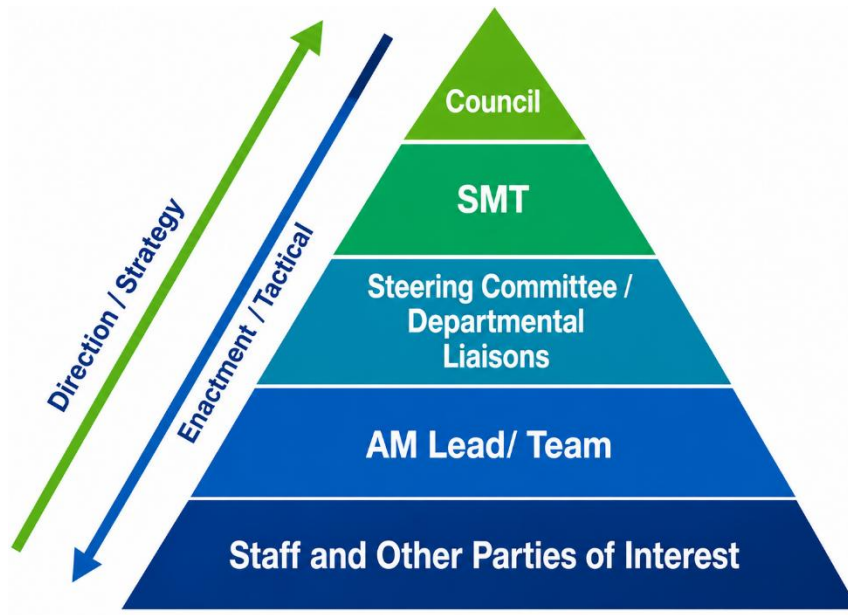 Council
SMT
Steering Committee /
Departmental
Liaisons
AM Lead/ Team
Staff and Other Parties of Interest
Direction / Strategy
Enactment / Tactical